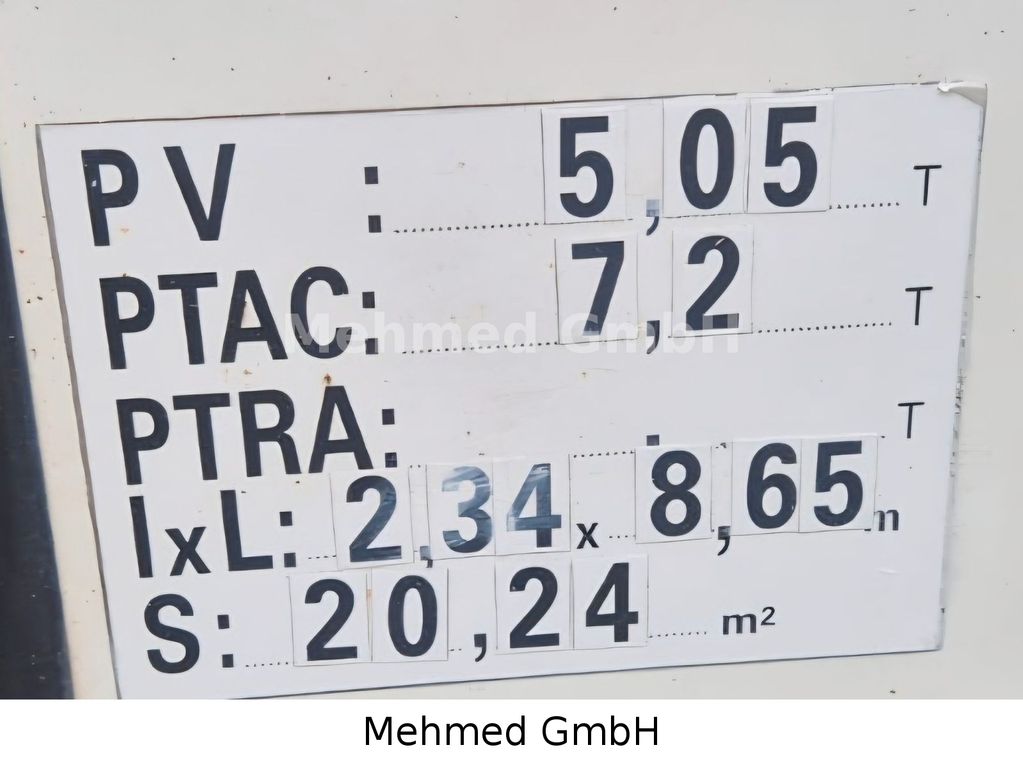 PV : 5,05 T
PTAC: 7,2 T
Mehmed GmbH
PTRA: , T
lxL: 2,34 x 8,65 m
S: 20,24 m²
Mehmed GmbH